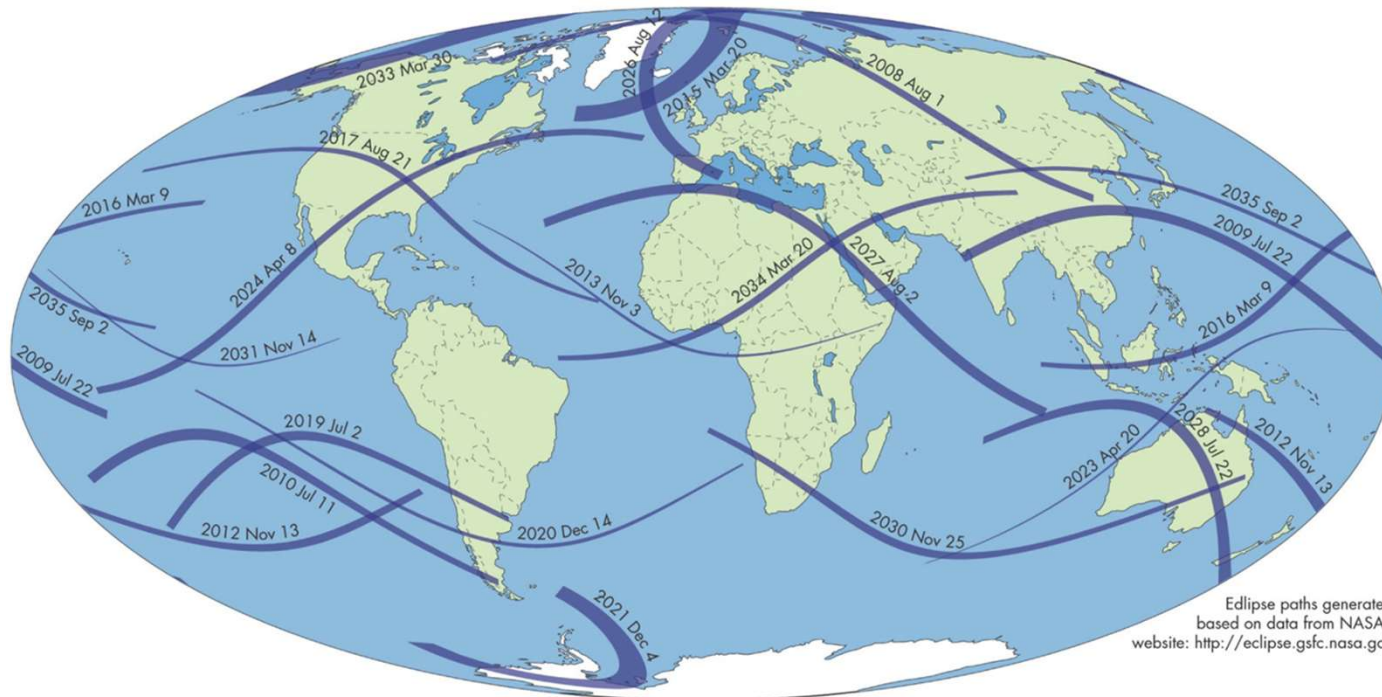 2026 Aug 12
2033 Mar 30
2015 Mar 20
2008 Aug 1
2017 Aug 21
2016 Mar 9
2035 Sep 2
2009 Jul 22
2024 Apr 8
2013 Nov 3
2034 Mar 20
2027 Aug 2
2016 Mar 9
2035 Sep 2
2031 Nov 14
2009 Jul 22
2019 Jul 2
2010 Jul 11
2012 Nov 13
2020 Dec 14
2023 Apr 20
2028 Jul 22
2012 Nov 13
2030 Nov 25
2021 Dec 4
Edlipse paths generate
based on data from NASA
website: http://eclipse.gsfc.nasa.go